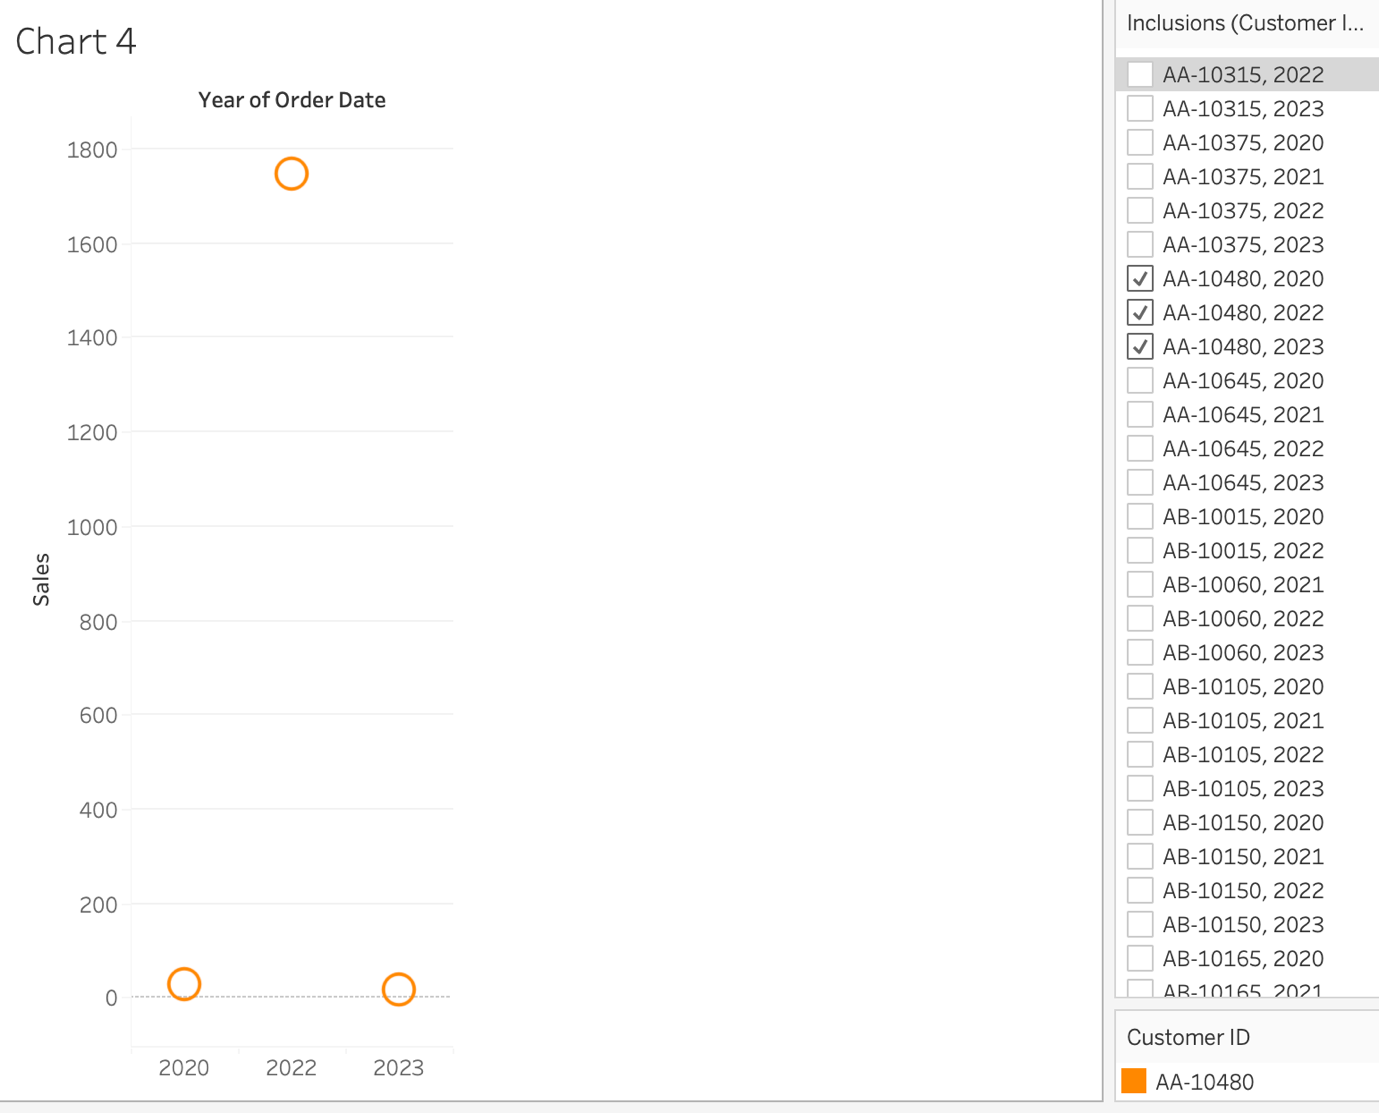 Chart 4
Year of Order Date
1800
1600
1400
1200
1000
800
600
400
200
0
Sales
2020 2022 2023
Inclusions (Customer I...
AA-10315, 2022
AA-10315, 2023
AA-10375, 2020
AA-10375, 2021
AA-10375, 2022
AA-10375, 2023
AA-10480, 2020
AA-10480, 2022
AA-10480, 2023
AA-10645, 2020
AA-10645, 2021
AA-10645, 2022
AA-10645, 2023
AB-10015, 2020
AB-10015, 2022
AB-10060, 2021
AB-10060, 2022
AB-10060, 2023
AB-10105, 2020
AB-10105, 2021
AB-10105, 2022
AB-10105, 2023
AB-10150, 2020
AB-10150, 2021
AB-10150, 2022
AB-10150, 2023
AB-10165, 2020
AB-10165, 2021
Customer ID
AA-10480